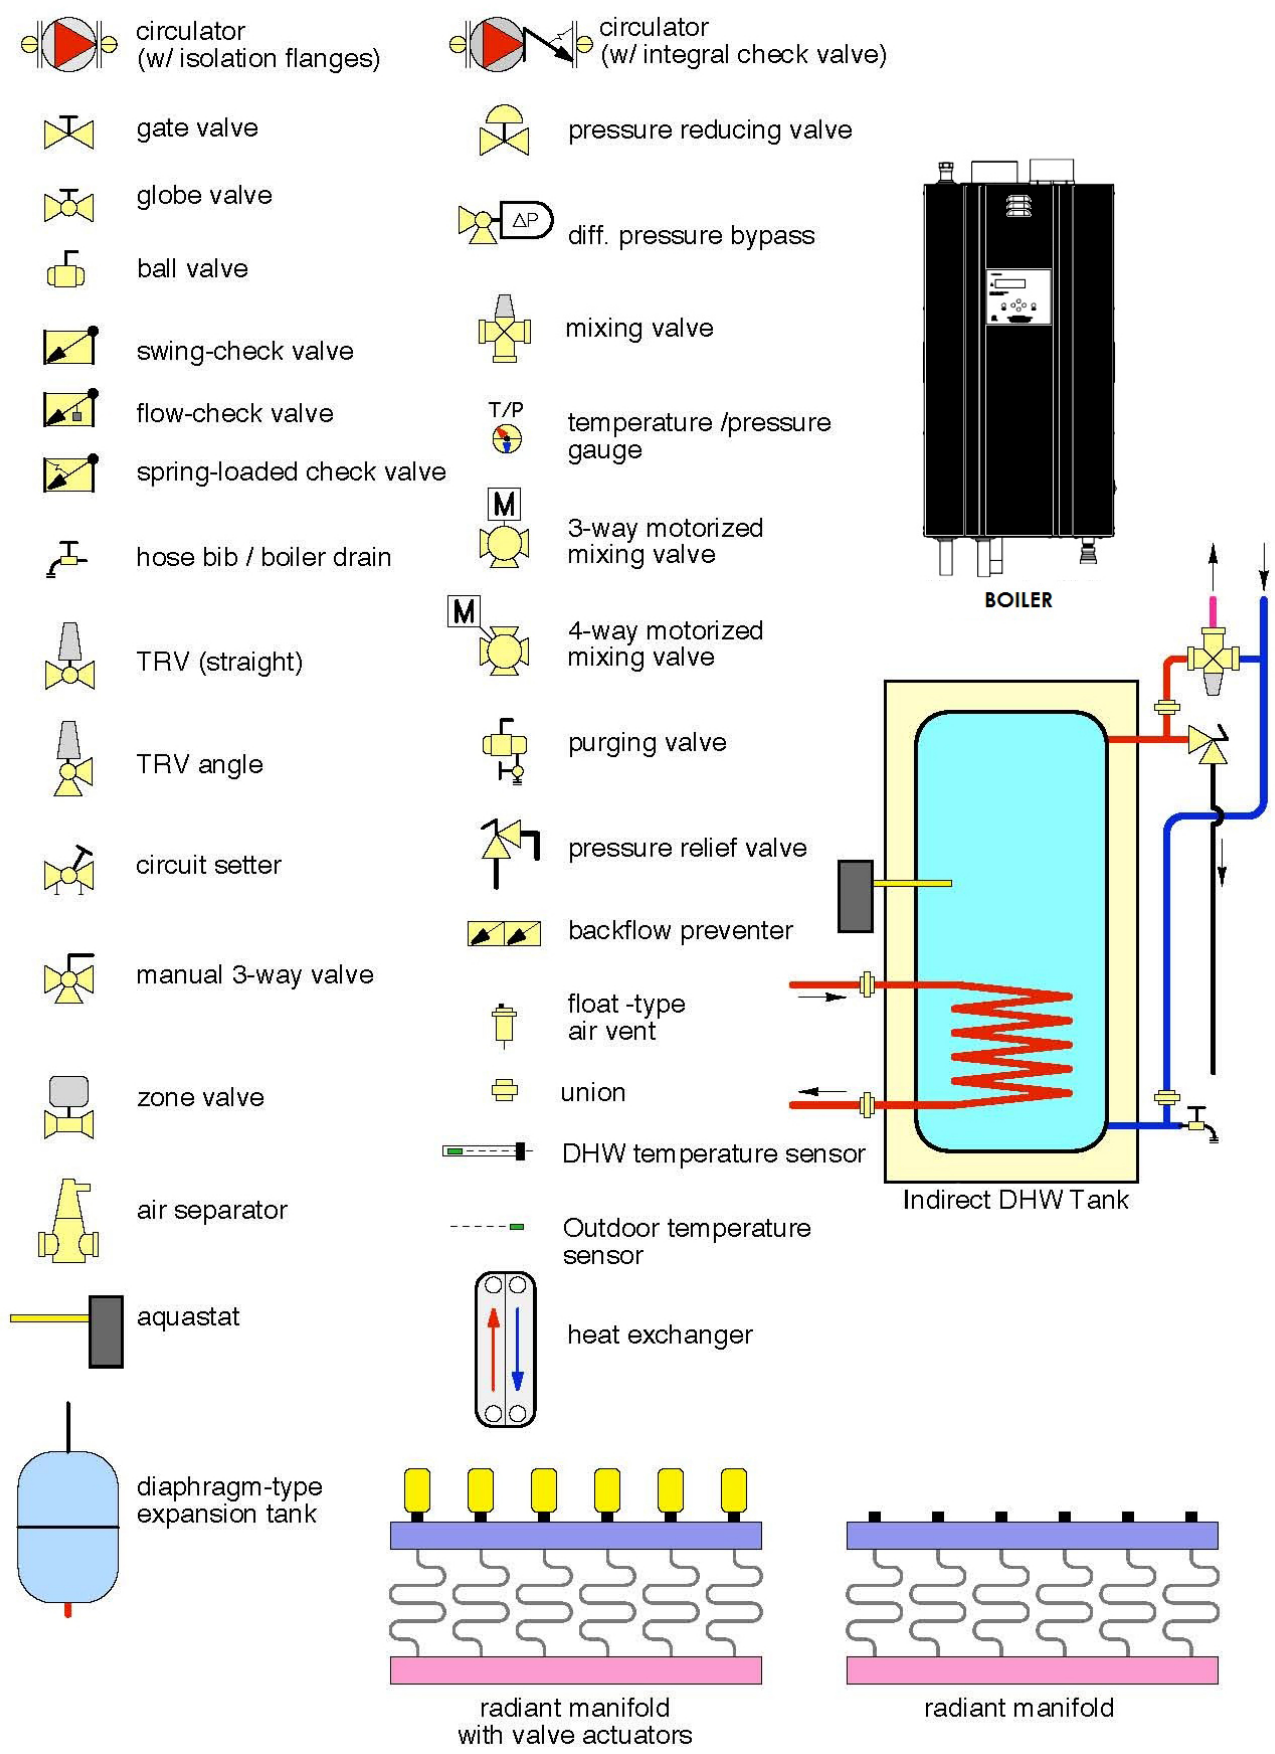 circulator
(w/ isolation flanges)
gate valve
globe valve
ball valve
swing-check valve
flow-check valve
spring-loaded check valve
hose bib / boiler drain
TRV (straight)
TRV angle
circuit setter
manual 3-way valve
zone valve
air separator
aquastat
diaphragm-type
expansion tank
circulator
(w/ integral check valve)
pressure reducing valve
ΔP
diff. pressure bypass
mixing valve
T/P
temperature /pressure
gauge
M
3-way motorized
mixing valve
M
4-way motorized
mixing valve
purging valve
pressure relief valve
backflow preventer
float -type
air vent
union
DHW temperature sensor
Outdoor temperature
sensor
heat exchanger
radiant manifold
with valve actuators
BOILER
Indirect DHW Tank
radiant manifold